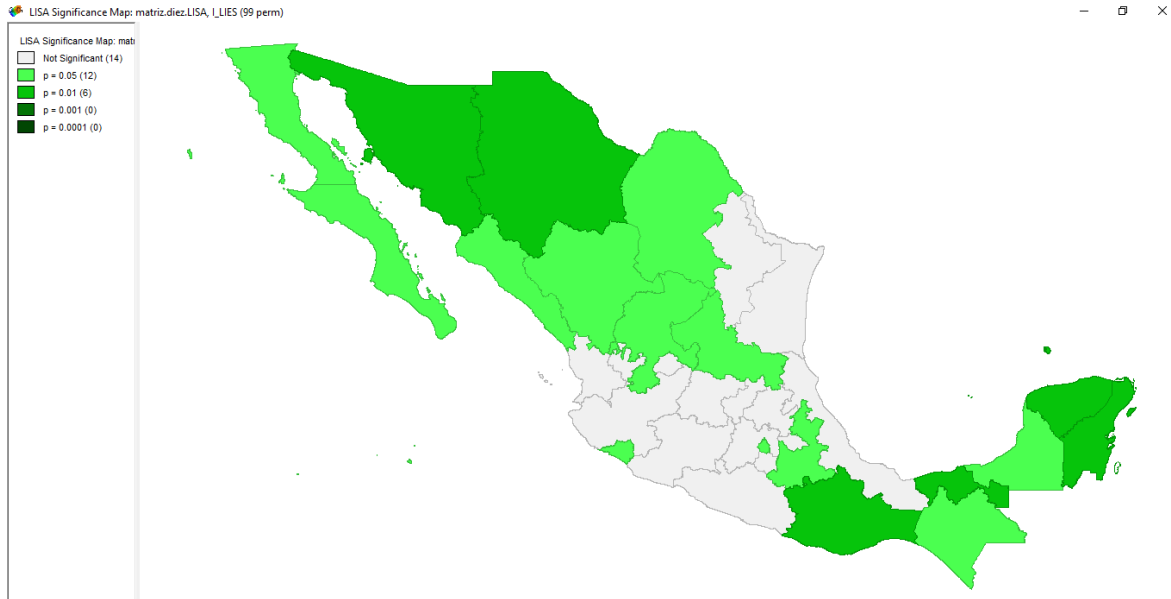 LISA Significance Map: matriz.diez.LISA, I_LIES (99 perm)
LISA Significance Map: matr
Not Significant (14)
p = 0.05 (12)
p = 0.01 (6)
p = 0.001 (0)
p = 0.0001 (0)